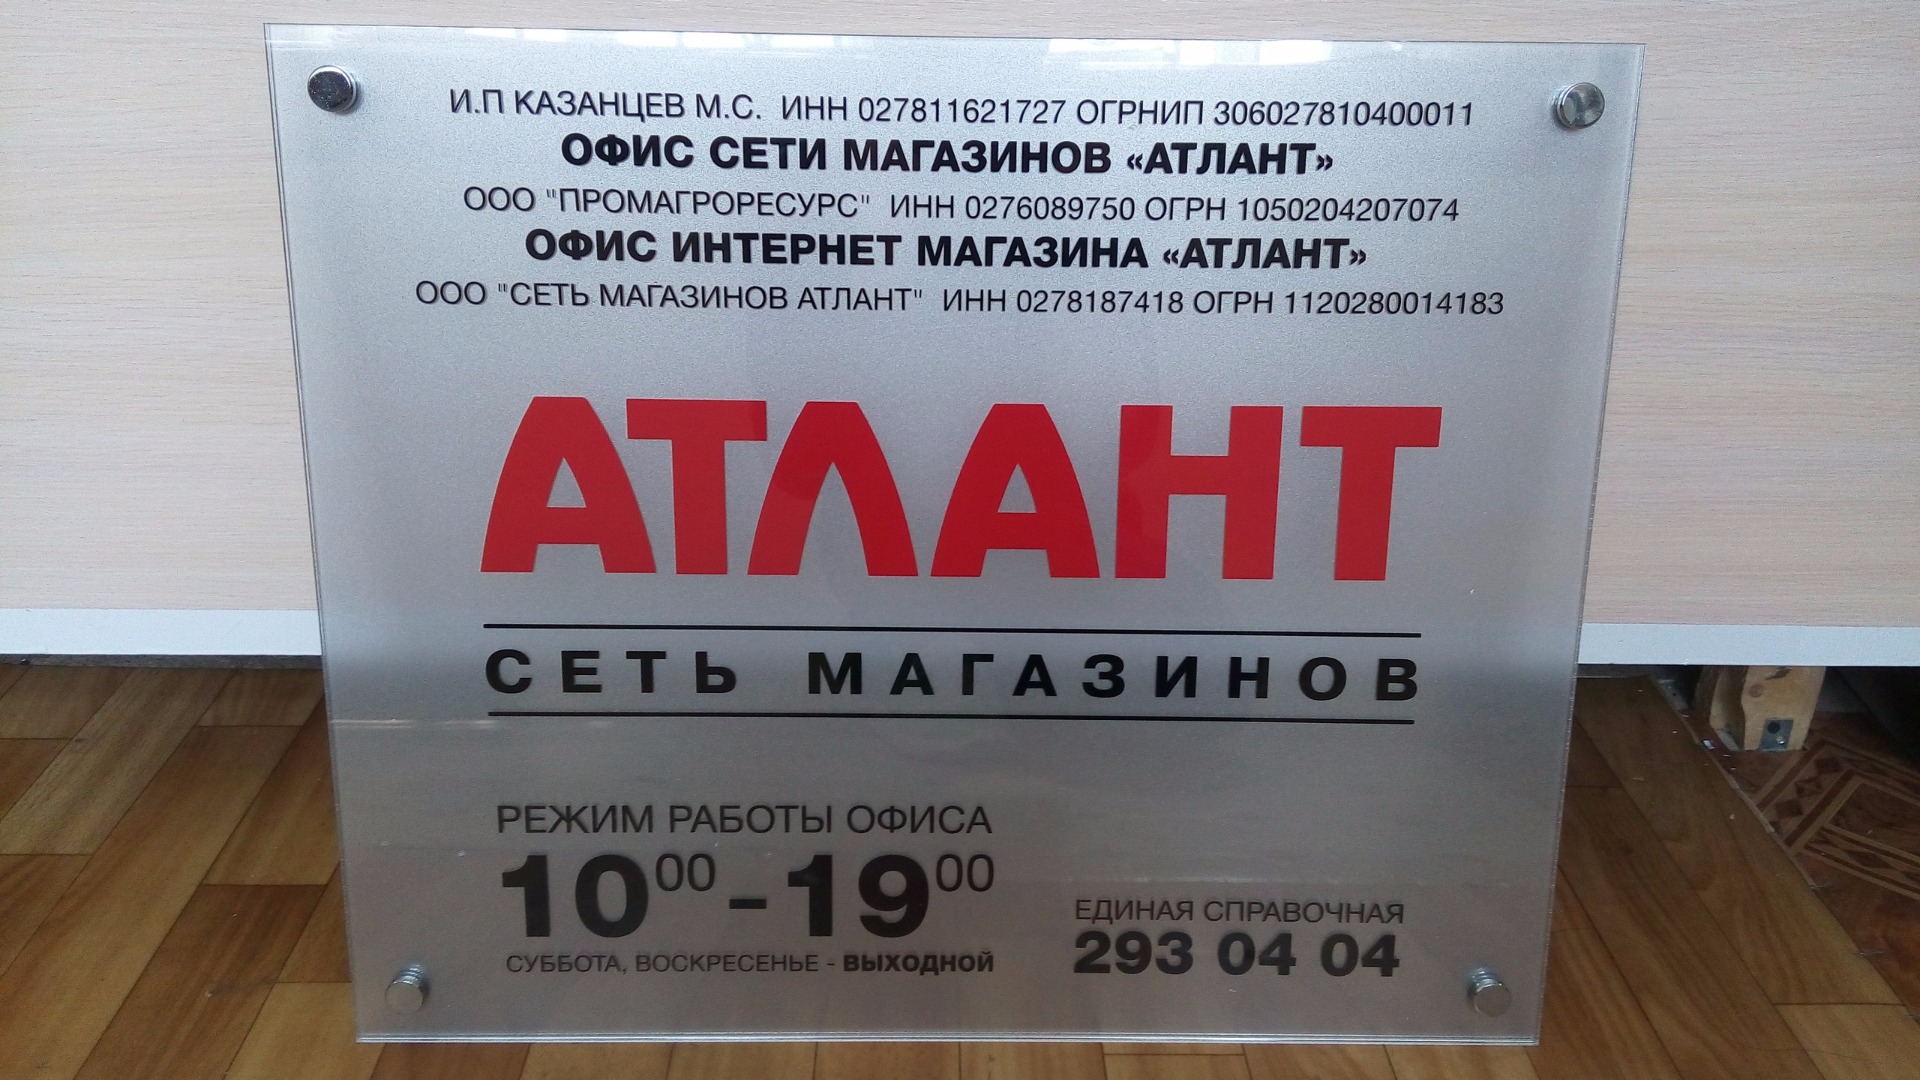 И.П КАЗАНЦЕВ М.С. ИНН 027811621727 ОГРНИП 306027810400011
ОФИС СЕТИ МАГАЗИНОВ «АТЛАНТ»
ООО "ПРОМАГРОРЕСУРС" ИНН 0276089750 ОГРН 1050204207074
ОФИС ИНТЕРНЕТ МАГАЗИНА «АТЛАНТ»
ООО "СЕТЬ МАГАЗИНОВ АТЛАНТ" ИНН 0278187418 ОГРН 1120280014183
АТЛАНТ
СЕТЬ МАГАЗИНОВ
РЕЖИМ РАБОТЫ ОФИСА
10⁰⁰-19⁰⁰
СУББОТА, ВОСКРЕСЕНЬЕ - ВЫХОДНОЙ
ЕДИНАЯ СПРАВОЧНАЯ
293 04 04